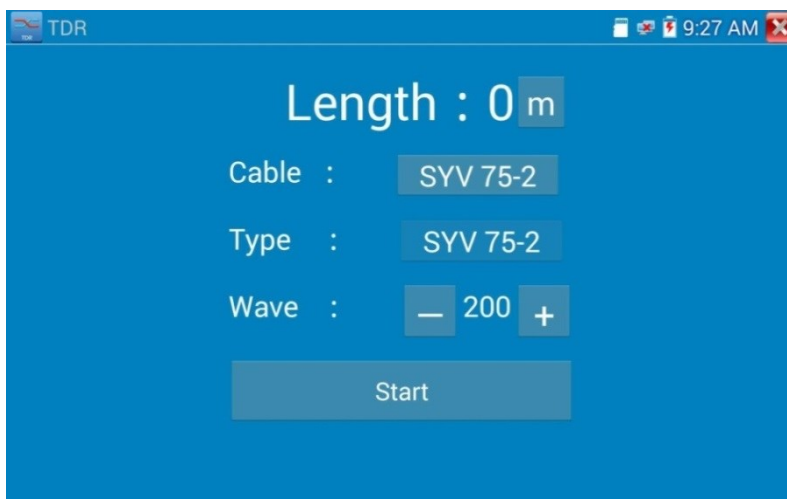 TDR 9:27 AM
Length : 0 m
Cable : SYV 75-2
Type : SYV 75-2
Wave : — 200 +
Start